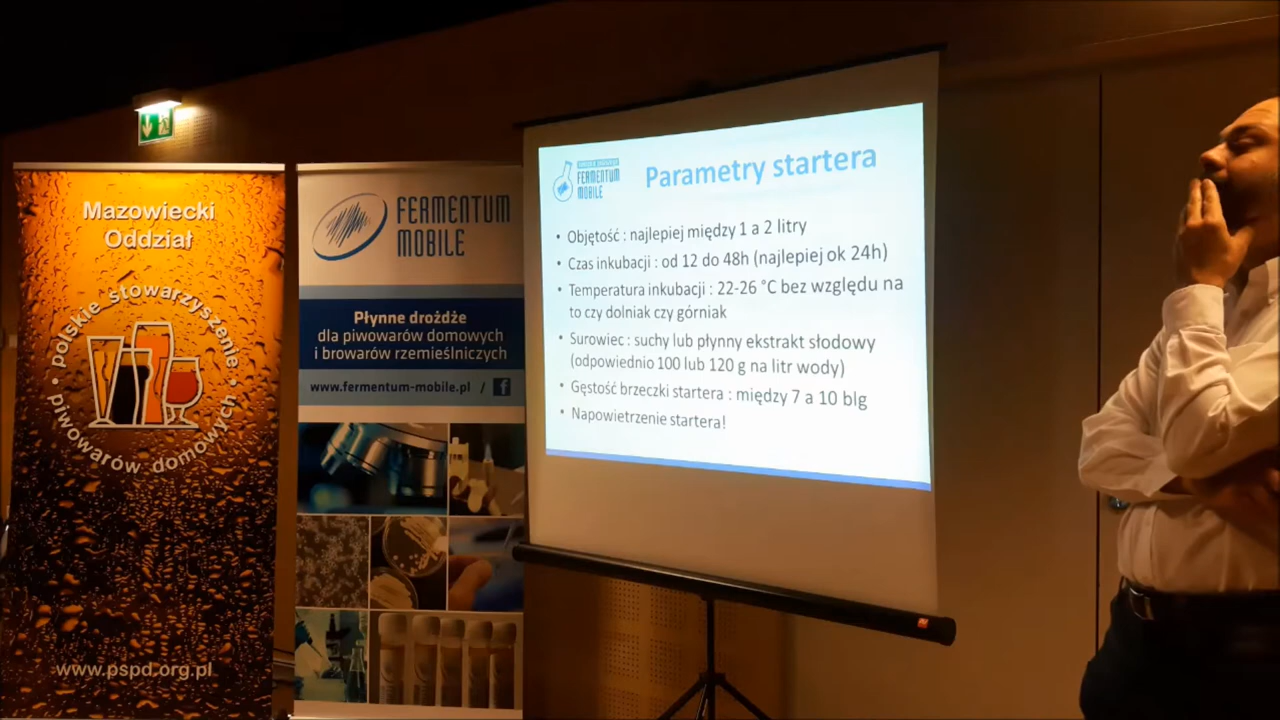 Mazowiecki
Oddział
polskie stowarzyszenie
piwowarów domowych
www.pspd.org.pl
FERMENTUM
MOBILE
Płynne drożdże
dla piwowarów domowych
i browarów rzemieślniczych
www.fermentum-mobile.pl / f
FERMENTUM
MOBILE
Parametry startera
• Objętość : najlepiej między 1 a 2 litry
• Czas inkubacji : od 12 do 48h (najlepiej ok 24h)
• Temperatura inkubacji : 22-26 °C bez względu na
to czy dolniak czy górniak
• Surowiec : suchy lub płynny ekstrakt słodowy
(odpowiednio 100 lub 120 g na litr wody)
• Gęstość brzeczki startera : między 7 a 10 blg
• Napowietrzenie startera!